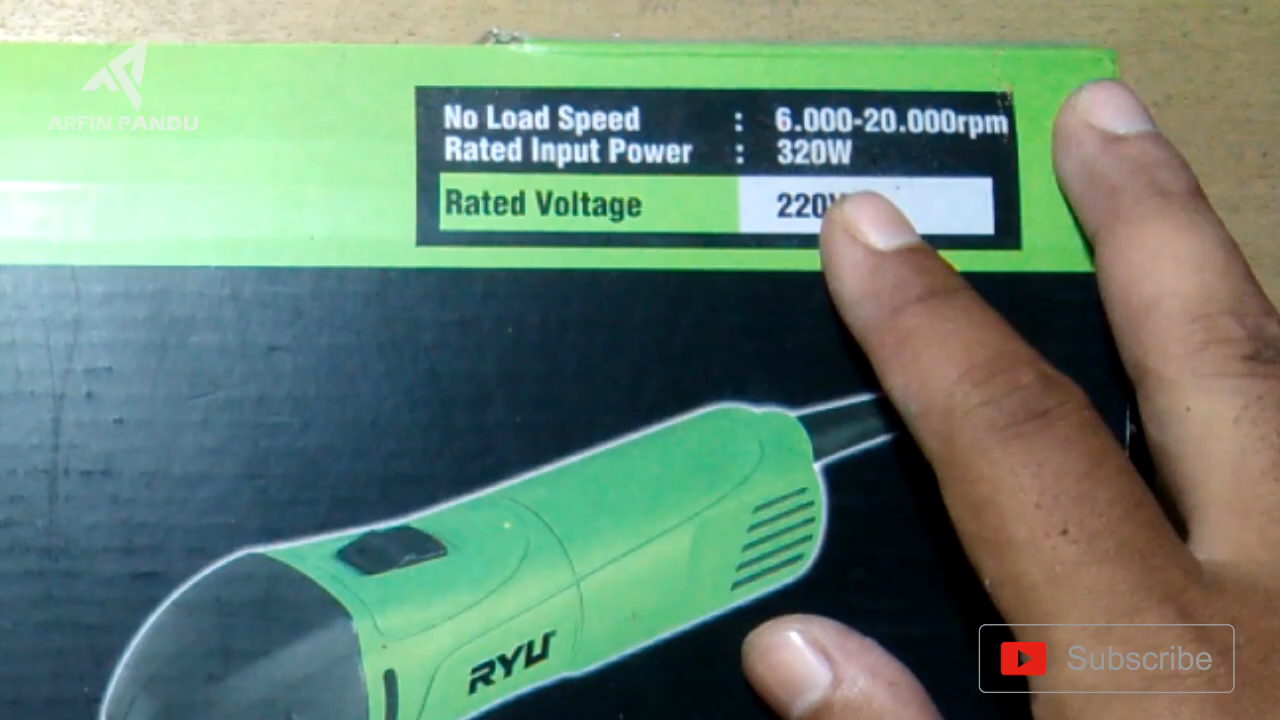 ARFIN PANDU
No Load Speed : 6.000-20.000rpm
Rated Input Power : 320W
Rated Voltage 220V
RYU
Subscribe